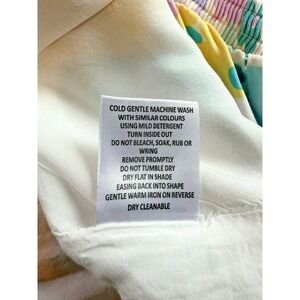 COLD GENTLE MACHINE WASH
WITH SIMILAR COLOURS
USING MILD DETERGENT
TURN INSIDE OUT
DO NOT BLEACH, SOAK, RUB OR
WRING
REMOVE PROMPTLY
DO NOT TUMBLE DRY
DRY FLAT IN SHADE
EASING BACK INTO SHAPE
GENTLE WARM IRON ON REVERSE
DRY CLEANABLE